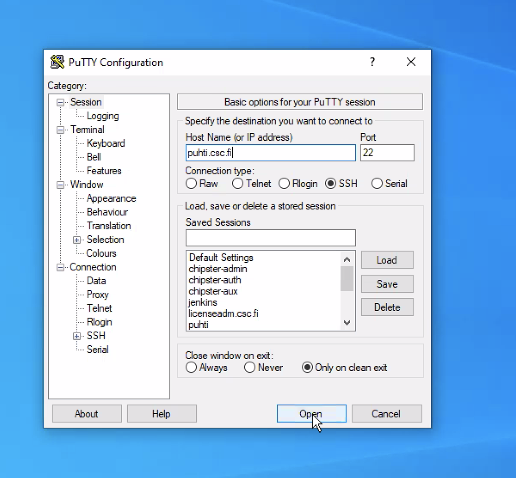 PuTTY Configuration ?
Category:
Session
Logging
Terminal
Keyboard
Bell
Features
Window
Appearance
Behaviour
Translation
Selection
Colours
Connection
Data
Proxy
Telnet
Rlogin
SSH
Serial
Basic options for your PuTTY session
Specify the destination you want to connect to
Host Name (or IP address) Port
puhti.csc.fi 22
Connection type:
Raw Telnet Rlogin SSH Serial
Load, save or delete a stored session
Saved Sessions
Default Settings
chipster-admin
chipster-auth
chipster-aux
jenkins
licenseadm.csc.fi
puhti
Load
Save
Delete
Close window on exit:
Always Never Only on clean exit
About Help Open Cancel